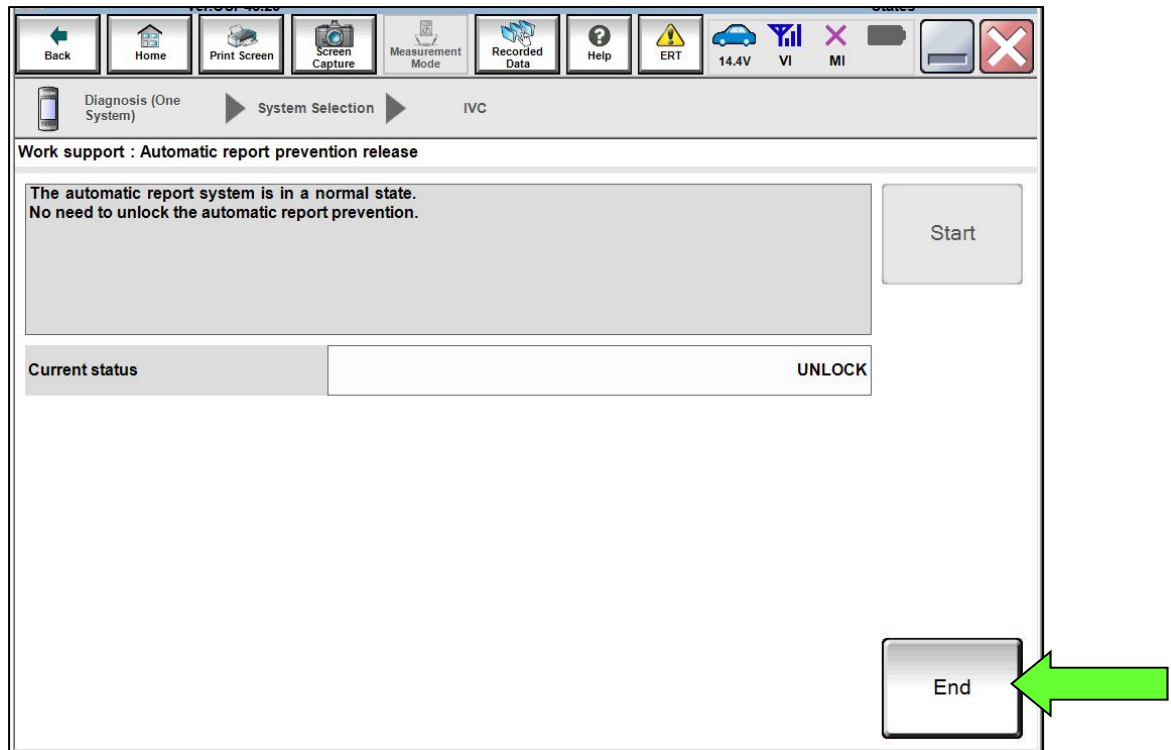 Back
Home
Print Screen
Screen
Capture
Measurement
Mode
Recorded
Data
Help
ERT
14.4V
VI
MI
Diagnosis (One
System)
System Selection
IVC
Work support : Automatic report prevention release
The automatic report system is in a normal state.
No need to unlock the automatic report prevention.
Start
Current status
UNLOCK
End